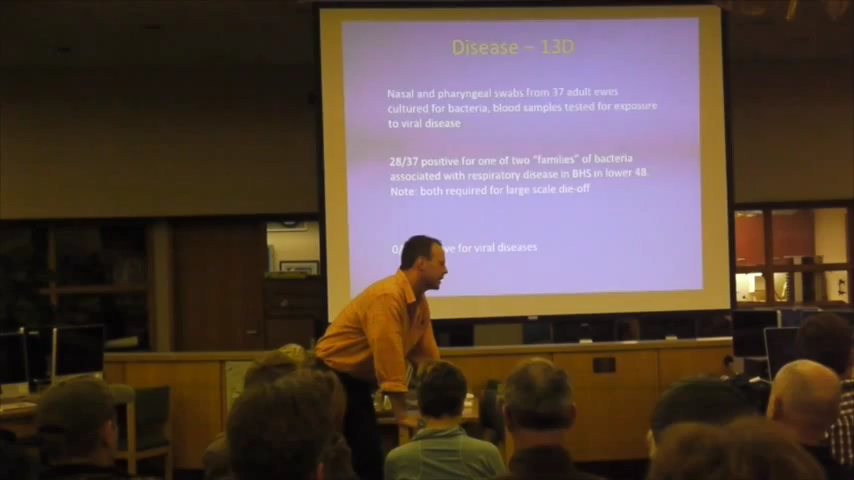 Disease – 13D
Nasal and pharyngeal swabs from 37 adult ewes
cultured for bacteria, blood samples tested for exposure
to viral disease
28/37 positive for one of two "families" of bacteria
associated with respiratory disease in BHS in lower 48.
Note: both required for large scale die-off
for viral diseases